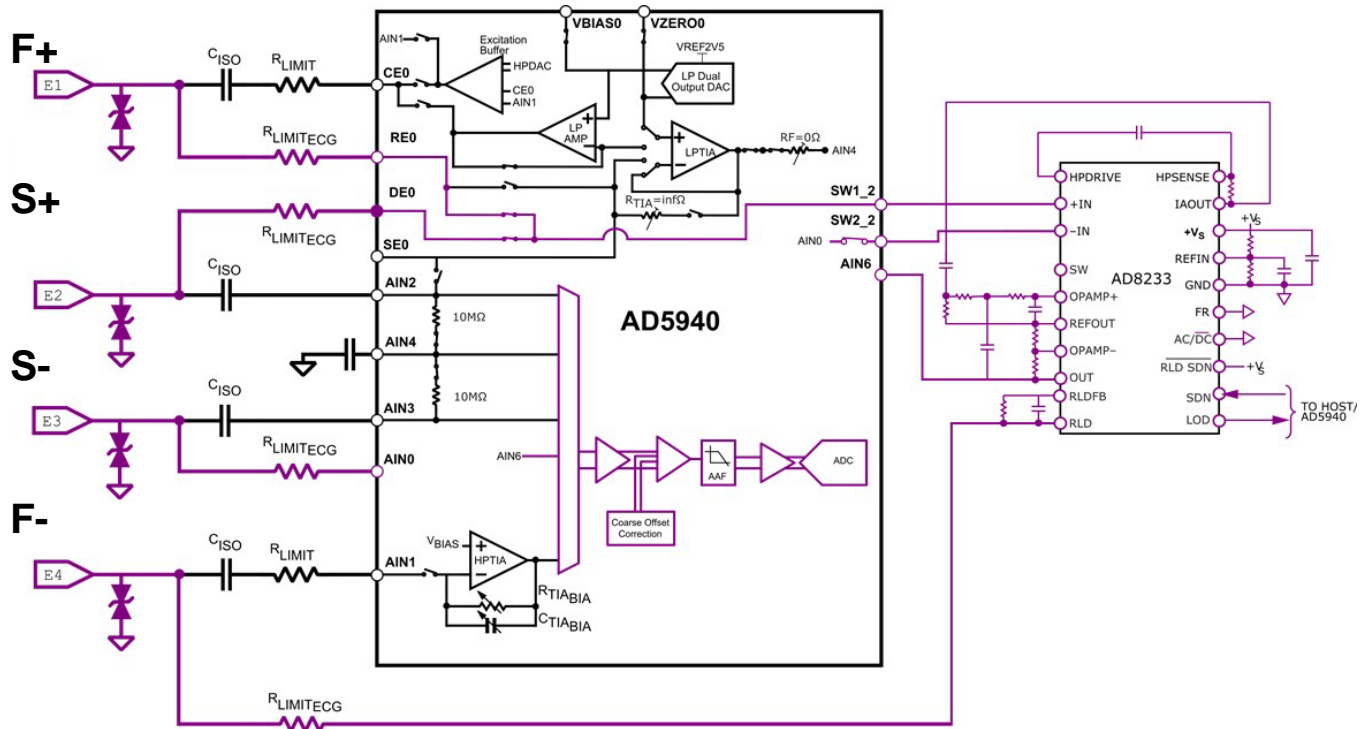 F+
E1
CISO
RLIMIT
RLIMITECG
S+
RLIMITECG
CISO
E2
S-
CISO
E3
RLIMITECG
F-
CISO
RLIMIT
E4
RLIMITECG
VBIAS0
VZERO0
AIN1
Excitation
Buffer
HPDAC
CE0
AIN1
CE0
VREF2V5
LP Dual
Output DAC
LP
AMP
+
−
RE0
+
LPTIA
−
RF=0Ω
AIN4
DE0
RTIA=infΩ
SW1_2
SW2_2
AIN0
AIN6
SE0
AIN2
10MΩ
AIN4
10MΩ
AIN3
AIN0
AD5940
AIN6
AAF
ADC
Coarse Offset
Correction
VBIAS
+
HPTIA
−
AIN1
RTIABIA
CTIABIA
HPDRIVE
HPSENSE
+IN
IAOUT
−IN
+VS
+VS
REFIN
SW
AD8233
GND
OPAMP+
FR
REFOUT
AC/DC
OPAMP−
RLD SDN
+VS
OUT
SDN
RLDFB
LOD
RLD
TO HOST/
AD5940